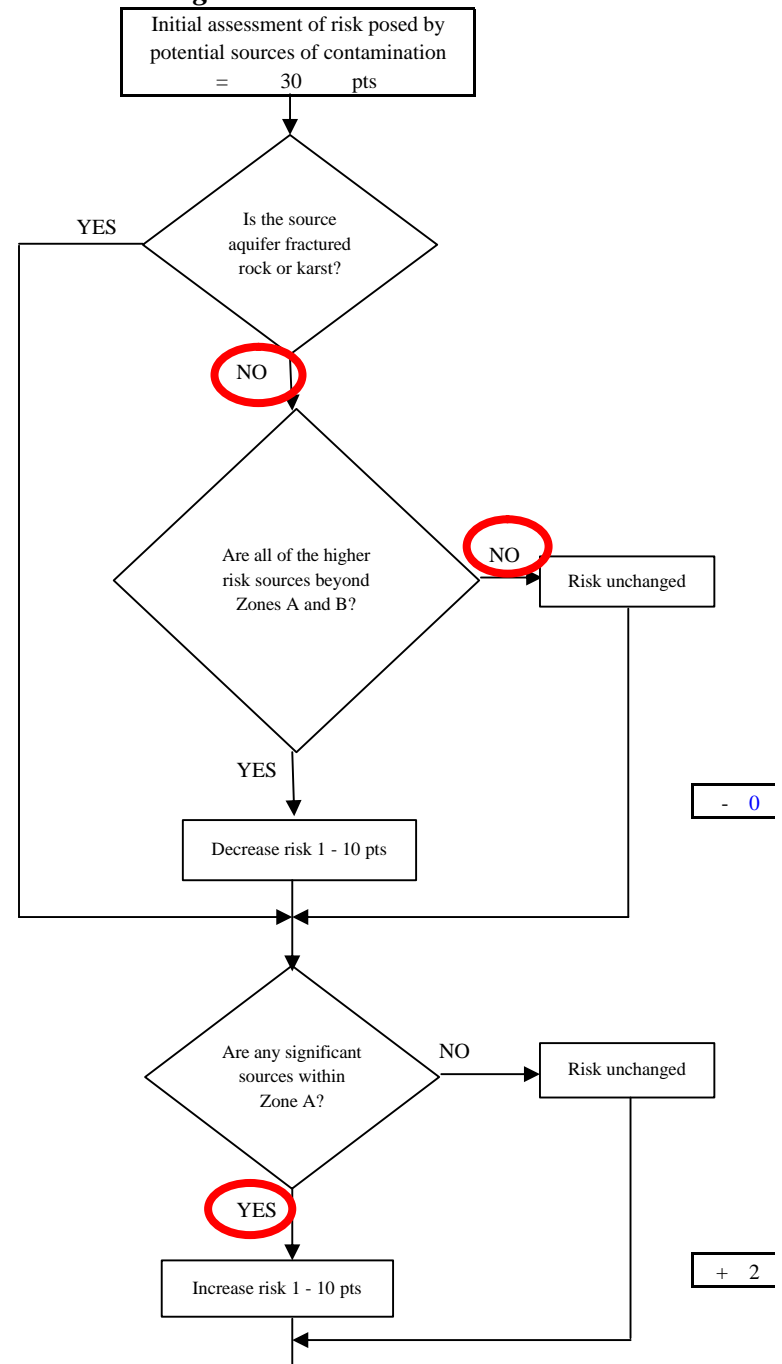 Initial assessment of risk posed by
potential sources of contamination
= 30 pts
YES
Is the source
aquifer fractured
rock or karst?
NO
Are all of the higher
risk sources beyond
Zones A and B?
NO
Risk unchanged
YES
- 0
Decrease risk 1 - 10 pts
Are any significant
sources within
Zone A?
NO
Risk unchanged
YES
+ 2
Increase risk 1 - 10 pts